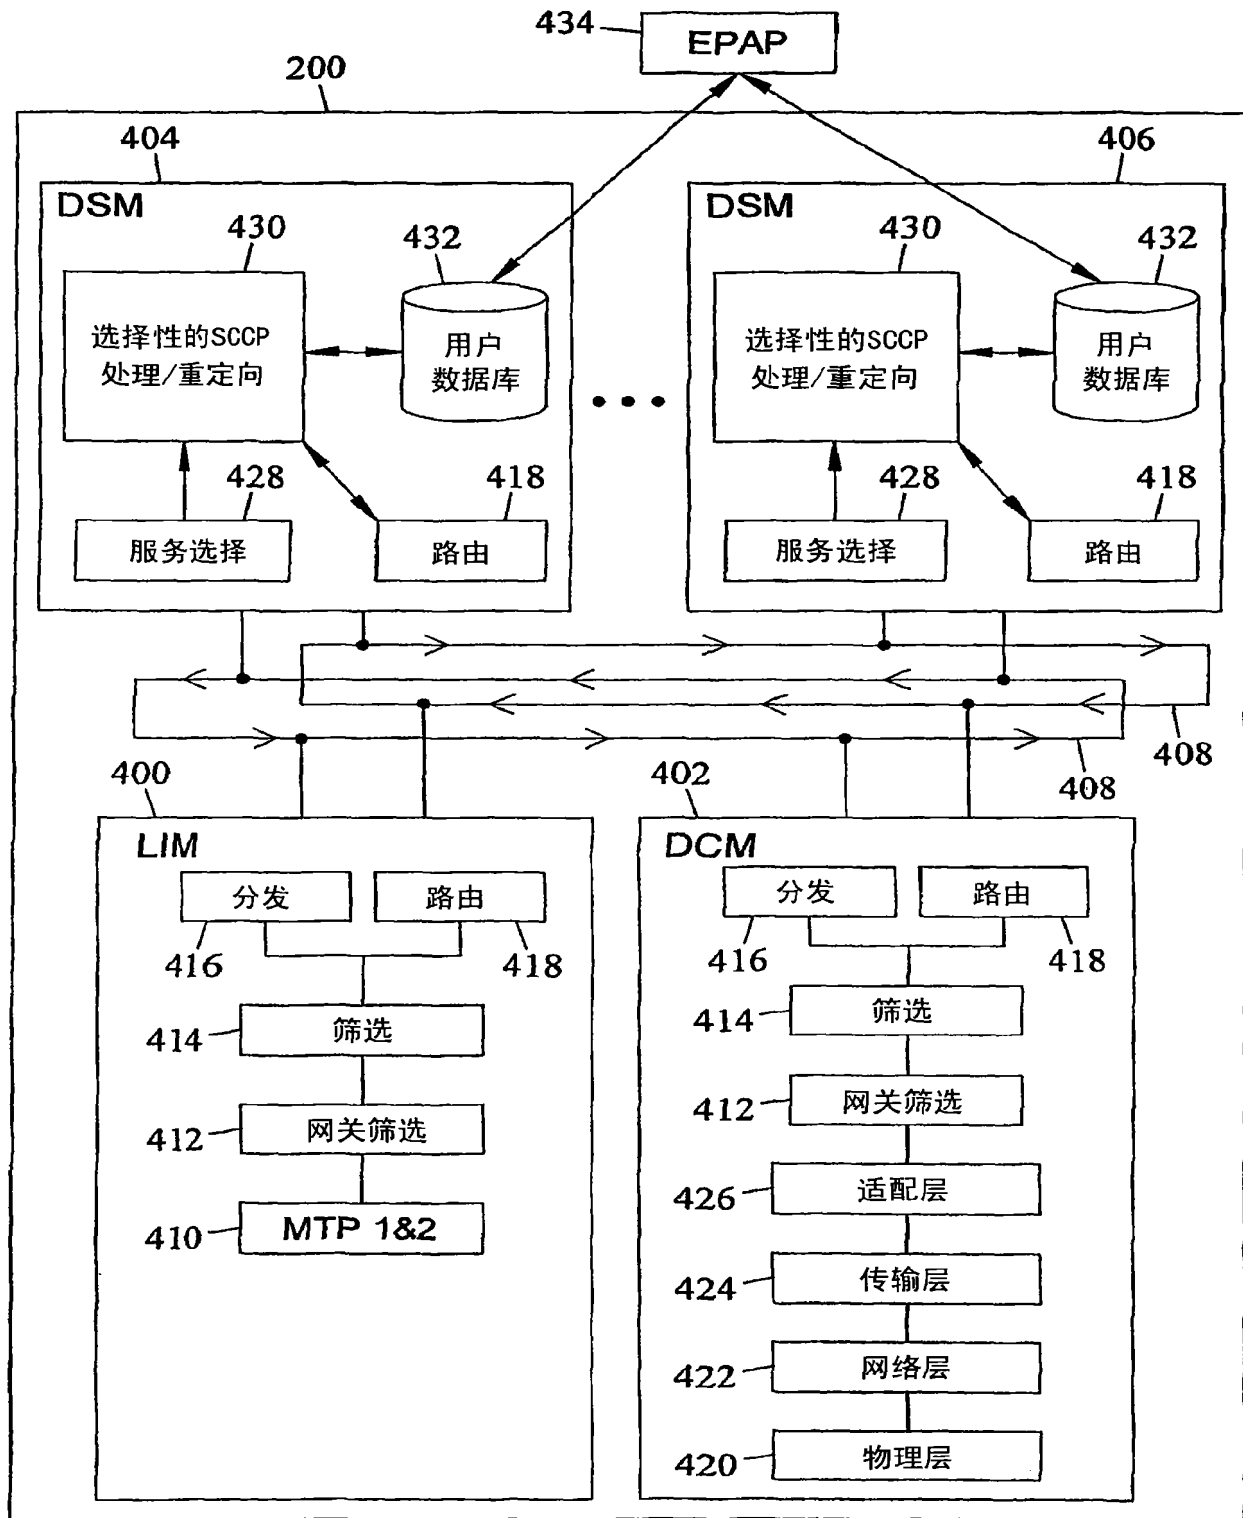 434
EPAP
200
404
DSM
430
432
选择性的SCCP
处理/重定向
用户
数据库
428
418
服务选择
路由
406
DSM
430
432
选择性的SCCP
处理/重定向
用户
数据库
428
418
服务选择
路由
408
408
400
LIM
分发
路由
416
418
414
筛选
412
网关筛选
410
MTP 1&2
402
DCM
分发
路由
416
418
414
筛选
412
网关筛选
426
适配层
424
传输层
422
网络层
420
物理层